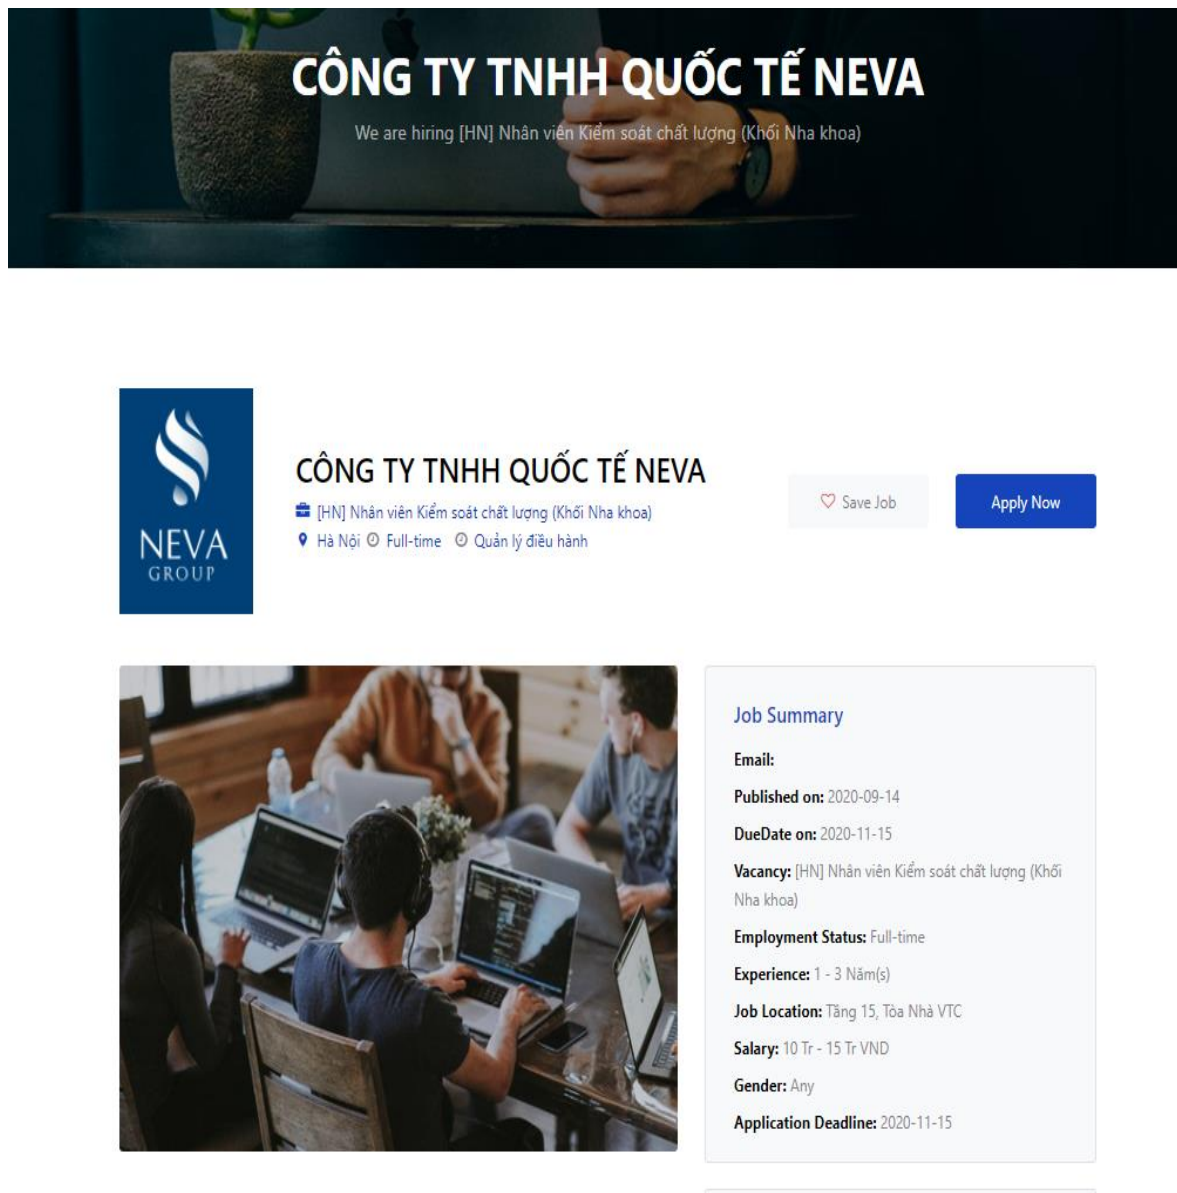 CÔNG TY TNHH QUỐC TẾ NEVA
We are hiring [HN] Nhân viên Kiểm soát chất lượng (Khối Nha khoa)
NEVA
GROUP
CÔNG TY TNHH QUỐC TẾ NEVA
[HN] Nhân viên Kiểm soát chất lượng (Khối Nha khoa)
Hà Nội Full-time Quản lý điều hành
Save Job
Apply Now
Job Summary
Email:
Published on: 2020-09-14
DueDate on: 2020-11-15
Vacancy: [HN] Nhân viên Kiểm soát chất lượng (Khối
Nha khoa)
Employment Status: Full-time
Experience: 1 - 3 Năm(s)
Job Location: Tầng 15, Tòa Nhà VTC
Salary: 10 Tr - 15 Tr VND
Gender: Any
Application Deadline: 2020-11-15